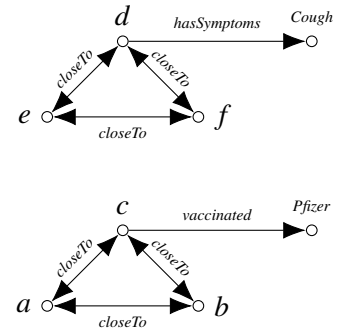 d hasSymptoms Cough
closeTo closeTo
e f
closeTo
c vaccinated Pfizer
closeTo closeTo
a b
closeTo